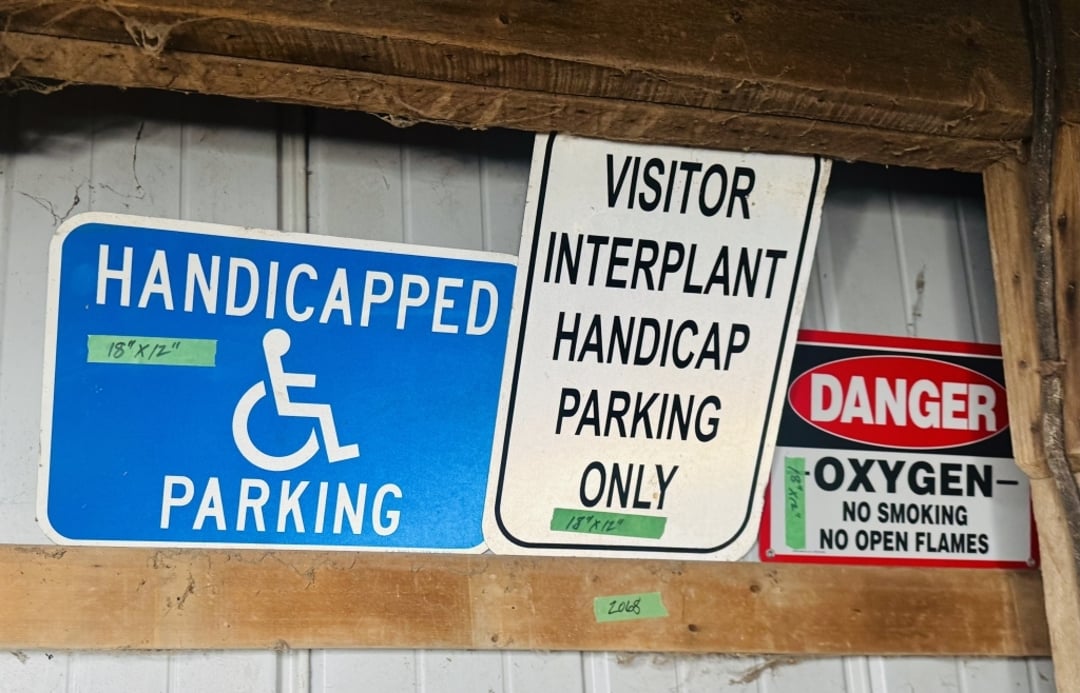 HANDICAPPED
18"X12"
PARKING
VISITOR
INTERPLANT
HANDICAP
PARKING
ONLY
18"X12"
DANGER
-OXYGEN-
NO SMOKING
NO OPEN FLAMES
18"X12"
2068